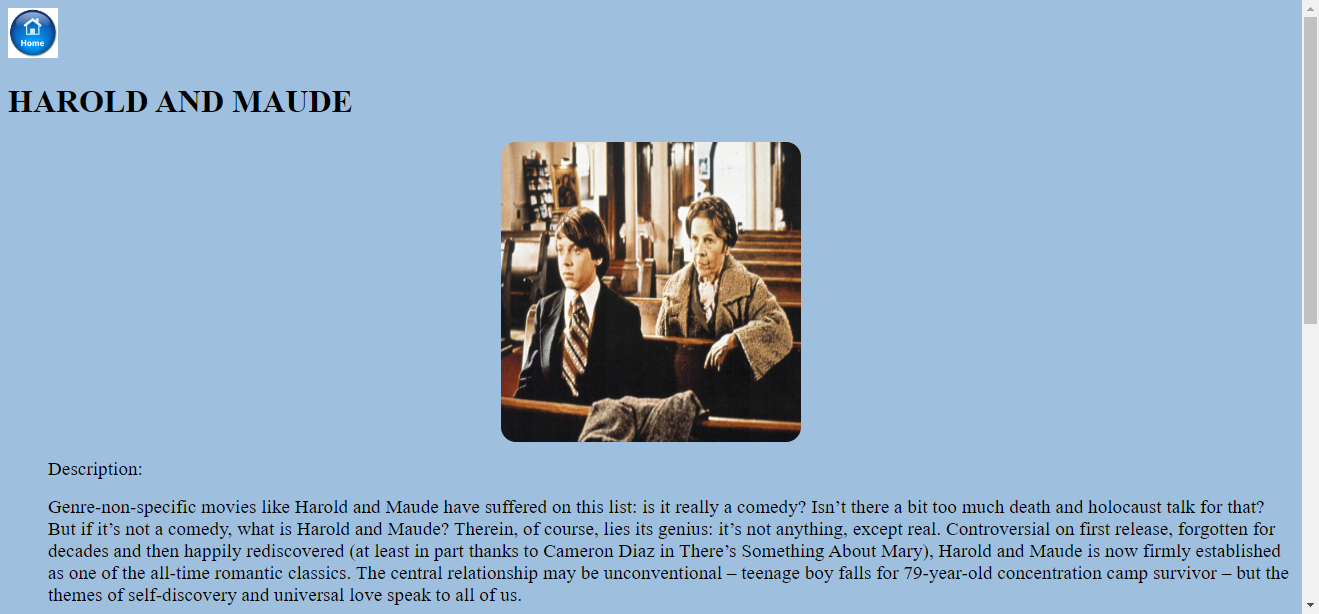 Home
HAROLD AND MAUDE
Description:
Genre-non-specific movies like Harold and Maude have suffered on this list: is it really a comedy? Isn’t there a bit too much death and holocaust talk for that?
But if it’s not a comedy, what is Harold and Maude? Therein, of course, lies its genius: it’s not anything, except real. Controversial on first release, forgotten for
decades and then happily rediscovered (at least in part thanks to Cameron Diaz in There’s Something About Mary), Harold and Maude is now firmly established
as one of the all-time romantic classics. The central relationship may be unconventional – teenage boy falls for 79-year-old concentration camp survivor – but the
themes of self-discovery and universal love speak to all of us.